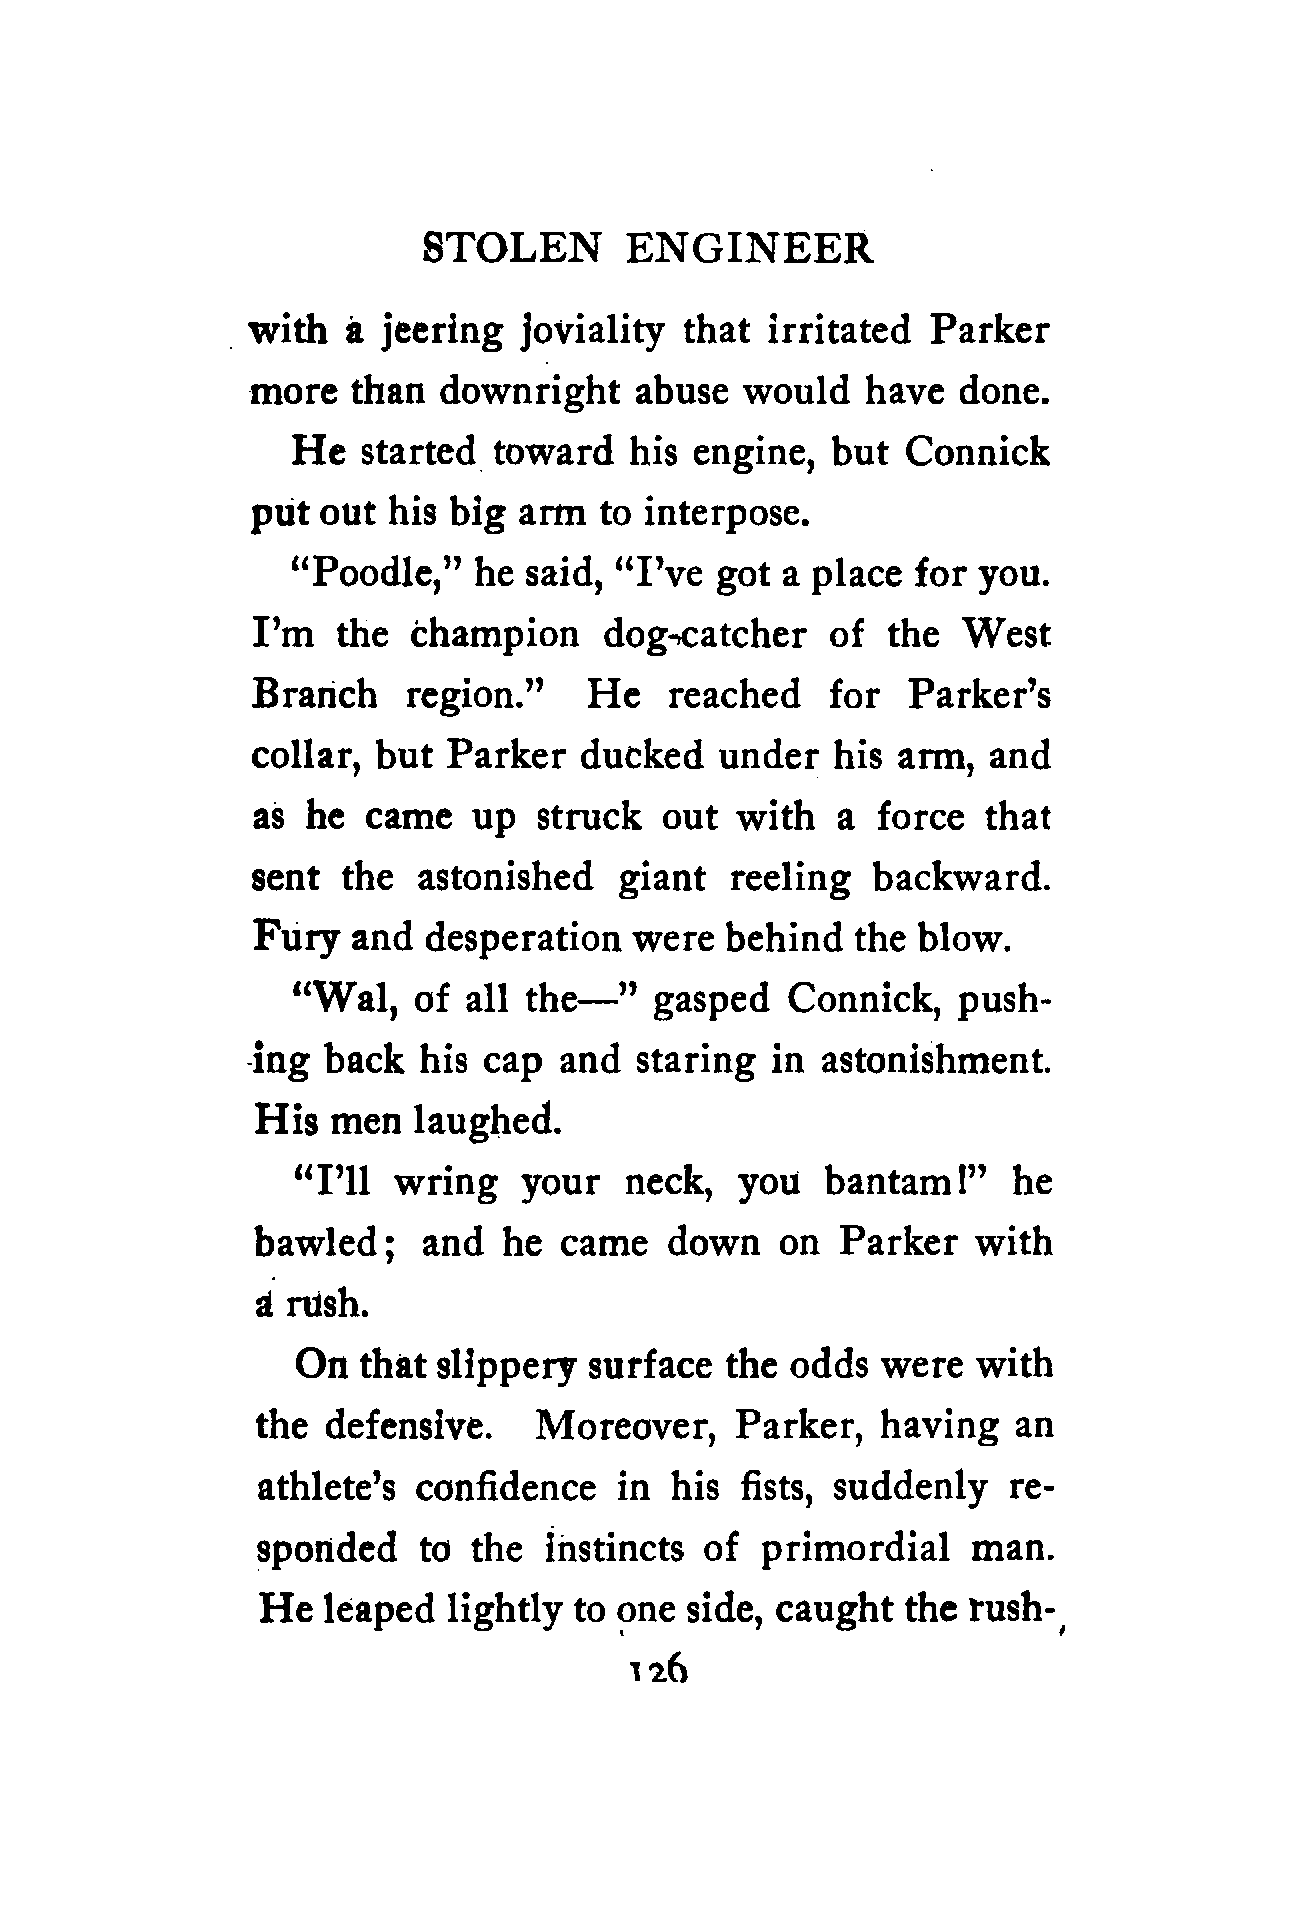 STOLEN ENGINEER
with a jeering joviality that irritated Parker
more than downright abuse would have done.
He started toward his engine, but Connick
put out his big arm to interpose.
“Poodle,” he said, “I’ve got a place for you.
I’m the champion dog-catcher of the West
Branch region.” He reached for Parker’s
collar, but Parker ducked under his arm, and
as he came up struck out with a force that
sent the astonished giant reeling backward.
Fury and desperation were behind the blow.
“Wal, of all the—” gasped Connick, push-
ing back his cap and staring in astonishment.
His men laughed.
“I’ll wring your neck, you bantam!” he
bawled; and he came down on Parker with
a rush.
On that slippery surface the odds were with
the defensive. Moreover, Parker, having an
athlete’s confidence in his fists, suddenly re-
sponded to the instincts of primordial man.
He leaped lightly to one side, caught the rush-
126